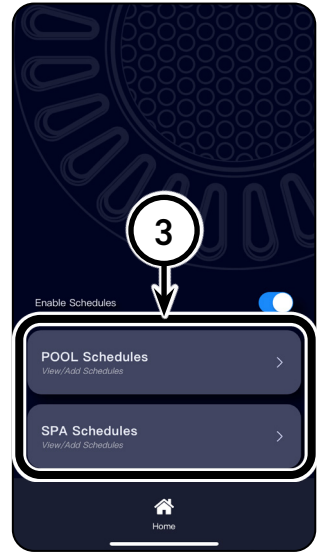 3
Enable Schedules
POOL Schedules
View/Add Schedules
SPA Schedules
View/Add Schedules
Home